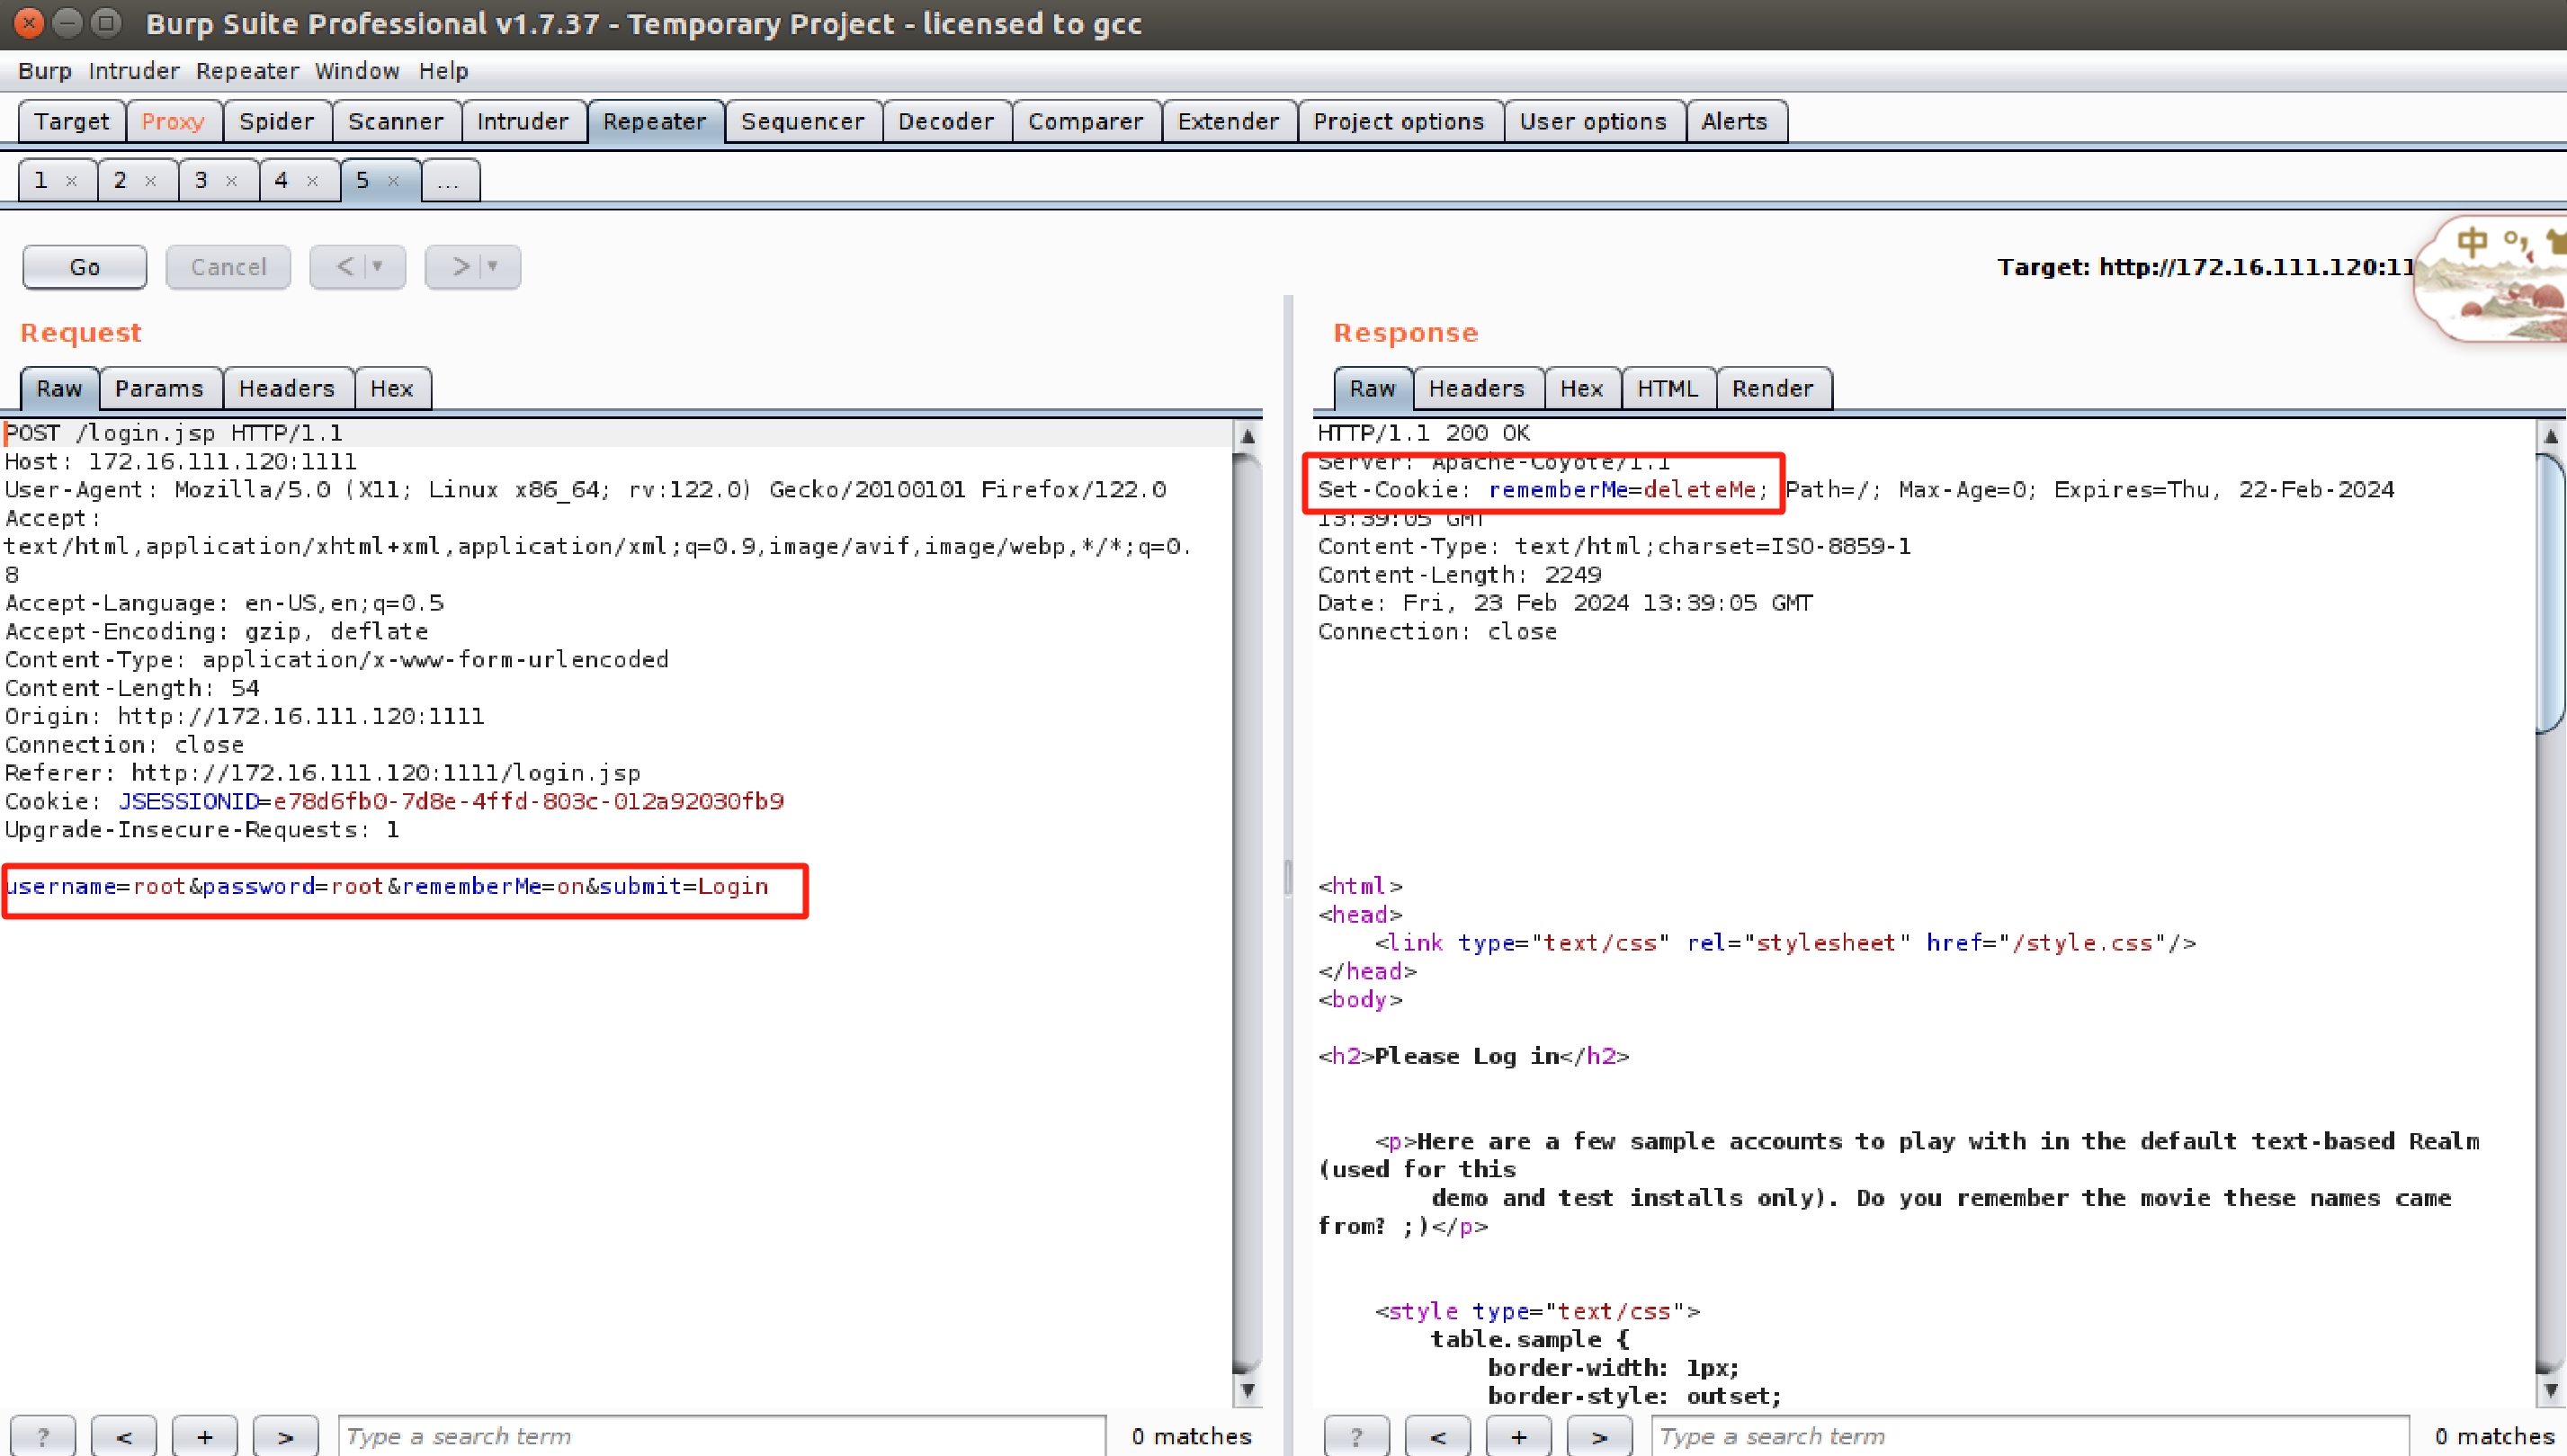 Burp Suite Professional v1.7.37 - Temporary Project - licensed to gcc
Burp Intruder Repeater Window Help
Target Proxy Spider Scanner Intruder Repeater Sequencer Decoder Comparer Extender Project options User options Alerts
1 × 2 × 3 × 4 × 5 × ...
Go Cancel < > Target: http://172.16.111.120:11
中
Request
Raw Params Headers Hex
POST /login.jsp HTTP/1.1
Host: 172.16.111.120:1111
User-Agent: Mozilla/5.0 (X11; Linux x86_64; rv:122.0) Gecko/20100101 Firefox/122.0
Accept:
text/html,application/xhtml+xml,application/xml;q=0.9,image/avif,image/webp,*/*;q=0.
8
Accept-Language: en-US,en;q=0.5
Accept-Encoding: gzip, deflate
Content-Type: application/x-www-form-urlencoded
Content-Length: 54
Origin: http://172.16.111.120:1111
Connection: close
Referer: http://172.16.111.120:1111/login.jsp
Cookie: JSESSIONID=e78d6fb0-7d8e-4ffd-803c-012a92030fb9
Upgrade-Insecure-Requests: 1
username=root&password=root&rememberMe=on&submit=Login
? < + > Type a search term 0 matches
Response
Raw Headers Hex HTML Render
HTTP/1.1 200 OK
Server: Apache-Coyote/1.1
Set-Cookie: rememberMe=deleteMe; Path=/; Max-Age=0; Expires=Thu, 22-Feb-2024
13:39:05 GMT
Content-Type: text/html;charset=ISO-8859-1
Content-Length: 2249
Date: Fri, 23 Feb 2024 13:39:05 GMT
Connection: close
<html>
<head>
<link type="text/css" rel="stylesheet" href="/style.css"/>
</head>
<body>
<h2>Please Log in</h2>
<p>Here are a few sample accounts to play with in the default text-based Realm
(used for this
demo and test installs only). Do you remember the movie these names came
from? ;)</p>
<style type="text/css">
table.sample {
border-width: 1px;
border-style: outset;
? < + > Type a search term 0 matches